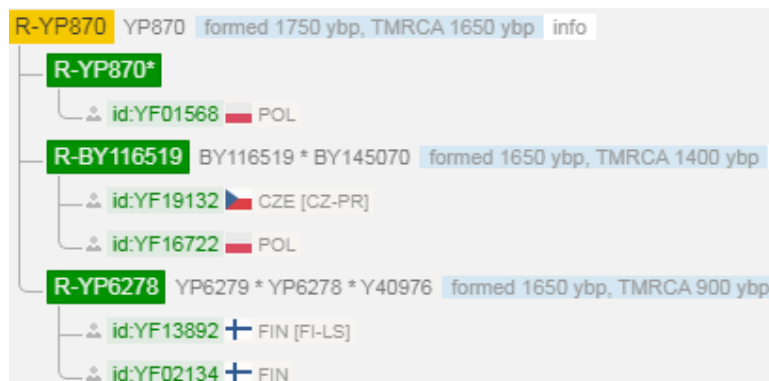 R-YP870 YP870 formed 1750 ybp, TMRCA 1650 ybp info
R-YP870*
id:YF01568 POL
R-BY116519 BY116519 * BY145070 formed 1650 ybp, TMRCA 1400 ybp
id:YF19132 CZE [CZ-PR]
id:YF16722 POL
R-YP6278 YP6279 * YP6278 * Y40976 formed 1650 ybp, TMRCA 900 ybp
id:YF13892 FIN [FI-LS]
id:YF02134 FIN